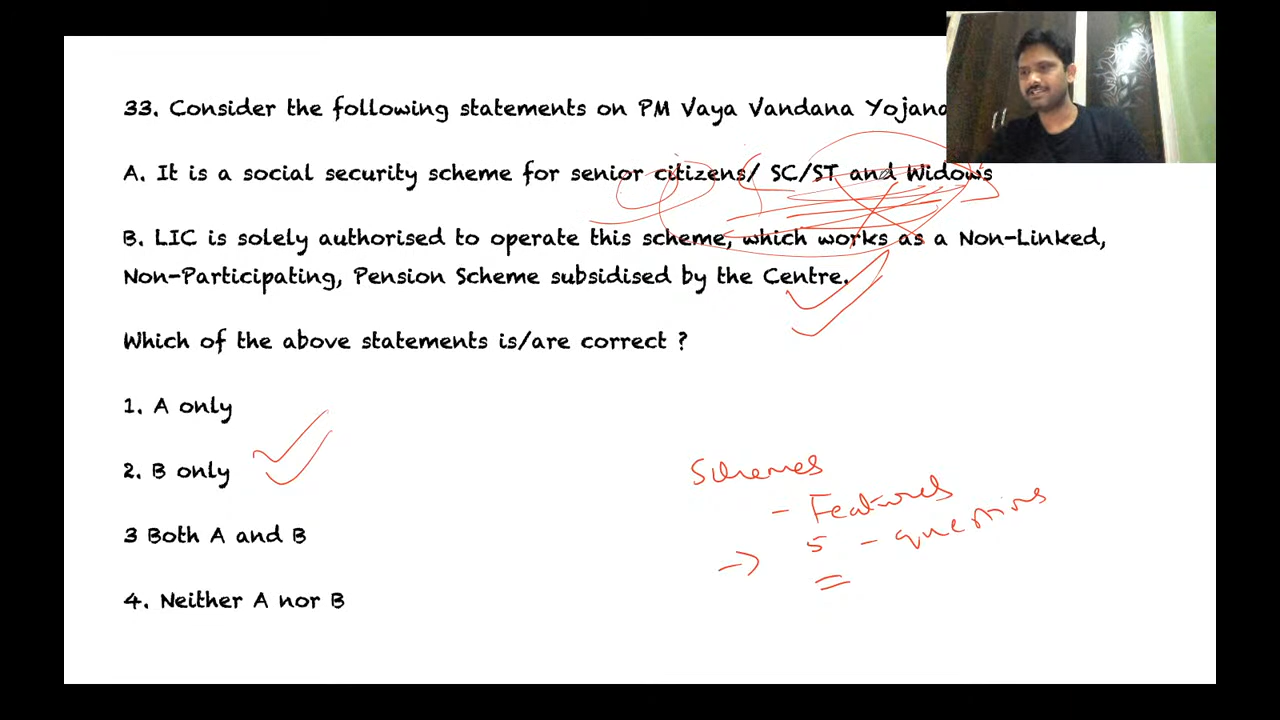 33. Consider the following statements on PM Vaya Vandana Yojana
A. It is a social security scheme for senior citizens/ SC/ST and Widows
B. LIC is solely authorised to operate this scheme, which works as a Non-Linked,
Non-Participating, Pension Scheme subsidised by the Centre.
Which of the above statements is/are correct ?
1. A only
2. B only
3 Both A and B
4. Neither A nor B
Schemes
- Features
→ 5 - questions